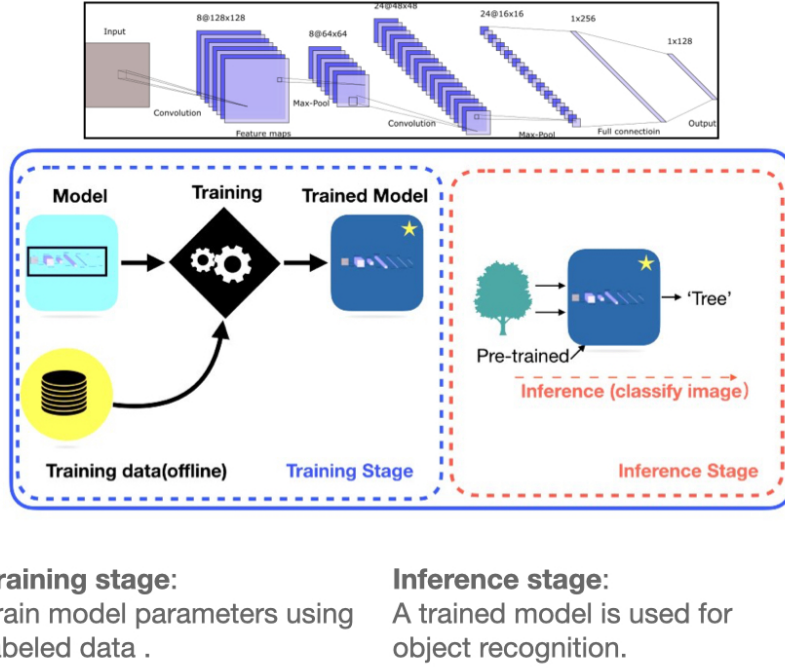 Input
8@128x128
8@64x64
24@48x48
24@16x16
1x256
1x128
Convolution
Max-Pool
Convolution
Max-Pool
Full connectioin
Output
Feature maps
Model
Training
Trained Model
Training data(offline)
Training Stage
Pre-trained
'Tree'
Inference (classify image)
Inference Stage
raining stage:
rain model parameters using
abeled data .
Inference stage:
A trained model is used for
object recognition.